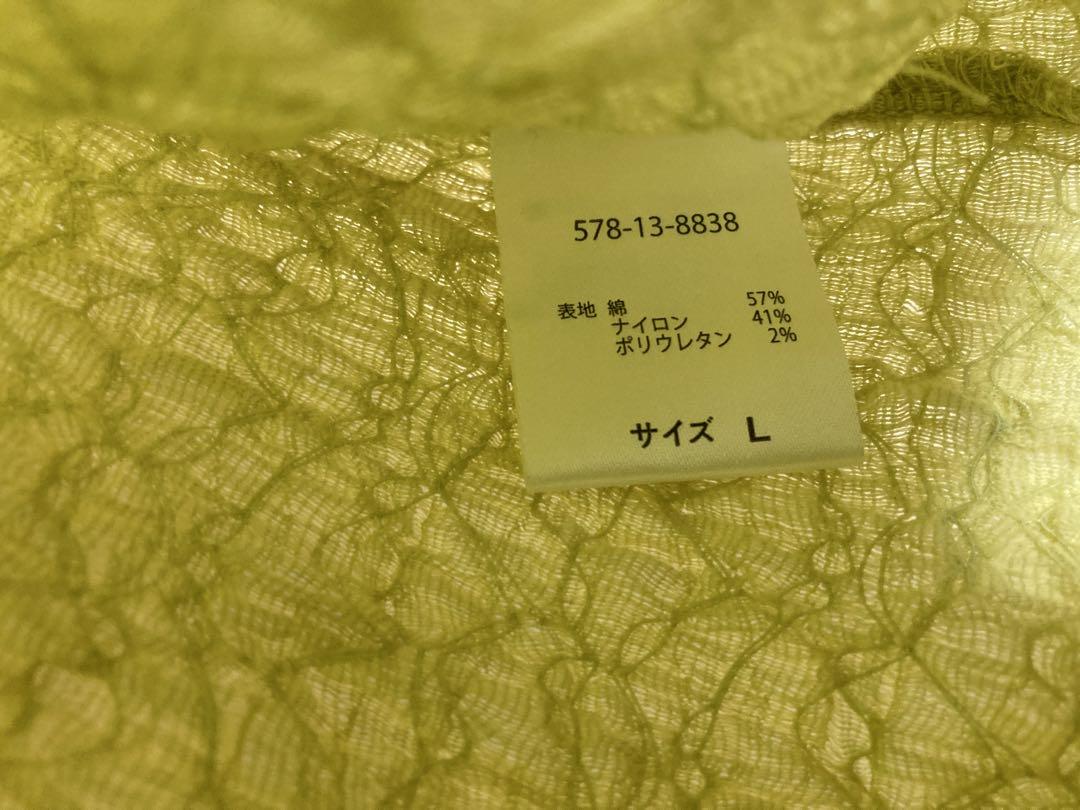 578-13-8838
表地 綿 57%
ナイロン 41%
ポリウレタン 2%
サイズ L